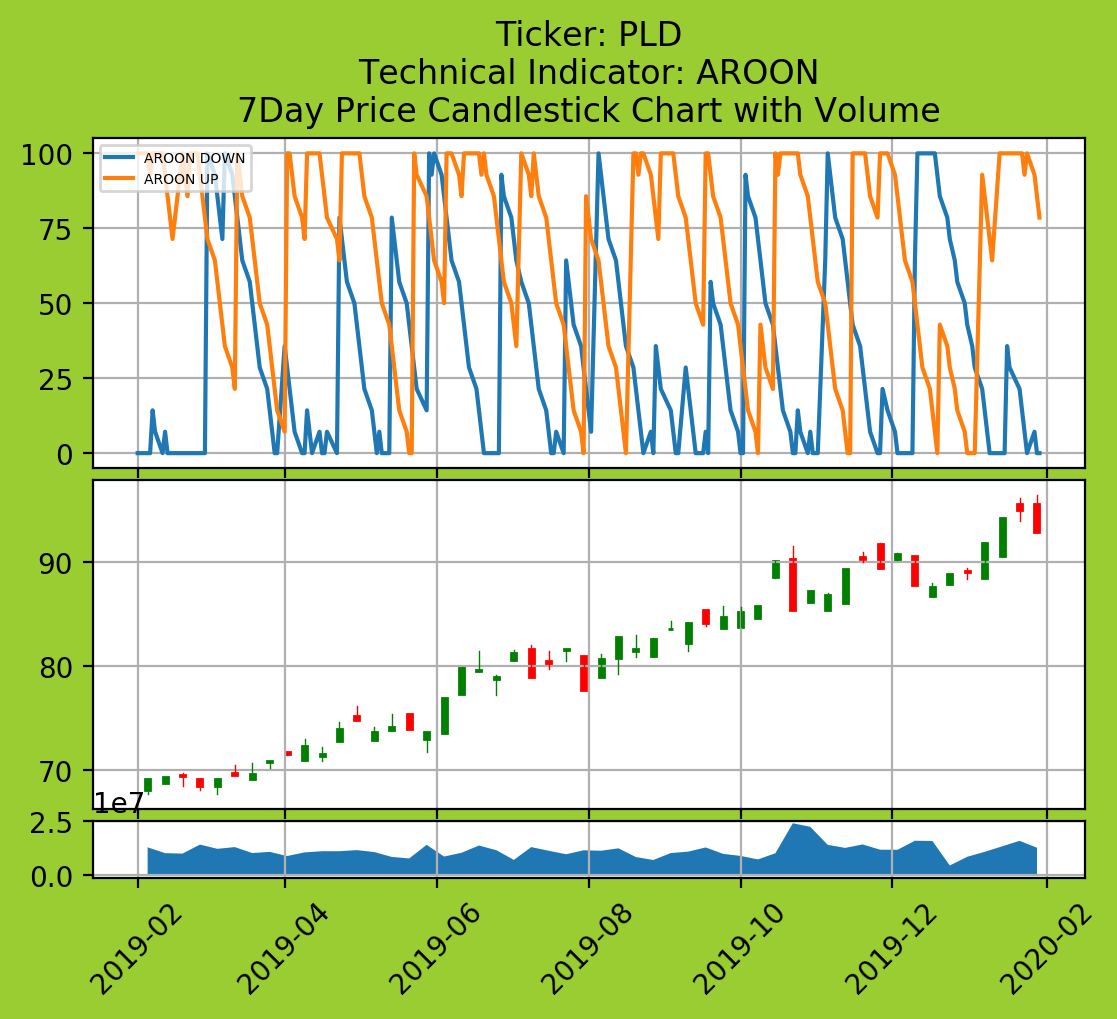 Ticker: PLD
Technical Indicator: AROON
7Day Price Candlestick Chart with Volume
100
75
50
25
0
AROON DOWN
AROON UP
90
80
70
1e7
2.5
0.0
2019-02
2019-04
2019-06
2019-08
2019-10
2019-12
2020-02